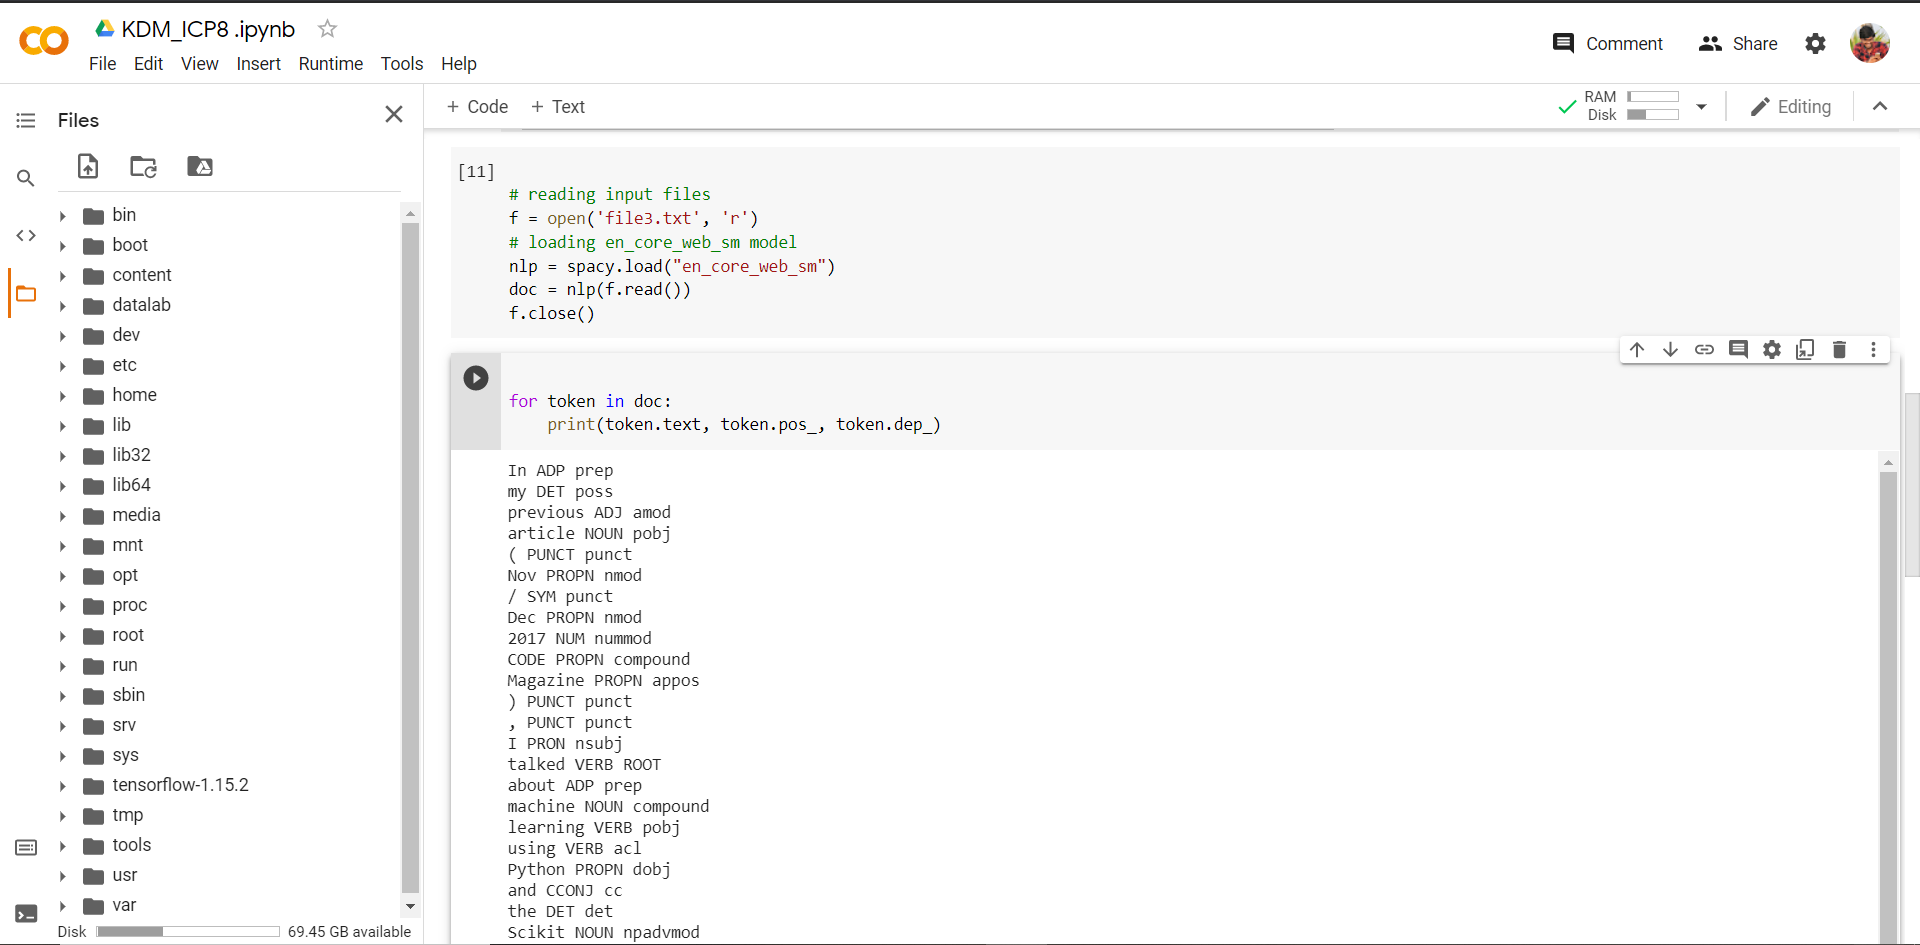 KDM_ICP8 .ipynb
File Edit View Insert Runtime Tools Help
Comment Share
Files
+ Code + Text
RAM
Disk
Editing
bin
boot
content
datalab
dev
etc
home
lib
lib32
lib64
media
mnt
opt
proc
root
run
sbin
srv
sys
tensorflow-1.15.2
tmp
tools
usr
var
Disk 69.45 GB available
[11]
# reading input files
f = open('file3.txt', 'r')
# loading en_core_web_sm model
nlp = spacy.load("en_core_web_sm")
doc = nlp(f.read())
f.close()
for token in doc:
    print(token.text, token.pos_, token.dep_)
In ADP prep
my DET poss
previous ADJ amod
article NOUN pobj
( PUNCT punct
Nov PROPN nmod
/ SYM punct
Dec PROPN nmod
2017 NUM nummod
CODE PROPN compound
Magazine PROPN appos
) PUNCT punct
, PUNCT punct
I PRON nsubj
talked VERB ROOT
about ADP prep
machine NOUN compound
learning VERB pobj
using VERB acl
Python PROPN dobj
and CCONJ cc
the DET det
Scikit NOUN npadvmod